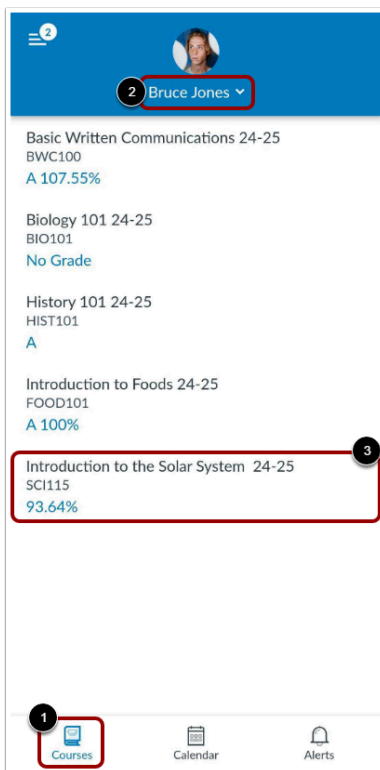 2
2 Bruce Jones
Basic Written Communications 24-25
BWC100
A 107.55%
Biology 101 24-25
BIO101
No Grade
History 101 24-25
HIST101
A
Introduction to Foods 24-25
FOOD101
A 100%
3
Introduction to the Solar System 24-25
SCI115
93.64%
1
Courses Calendar Alerts